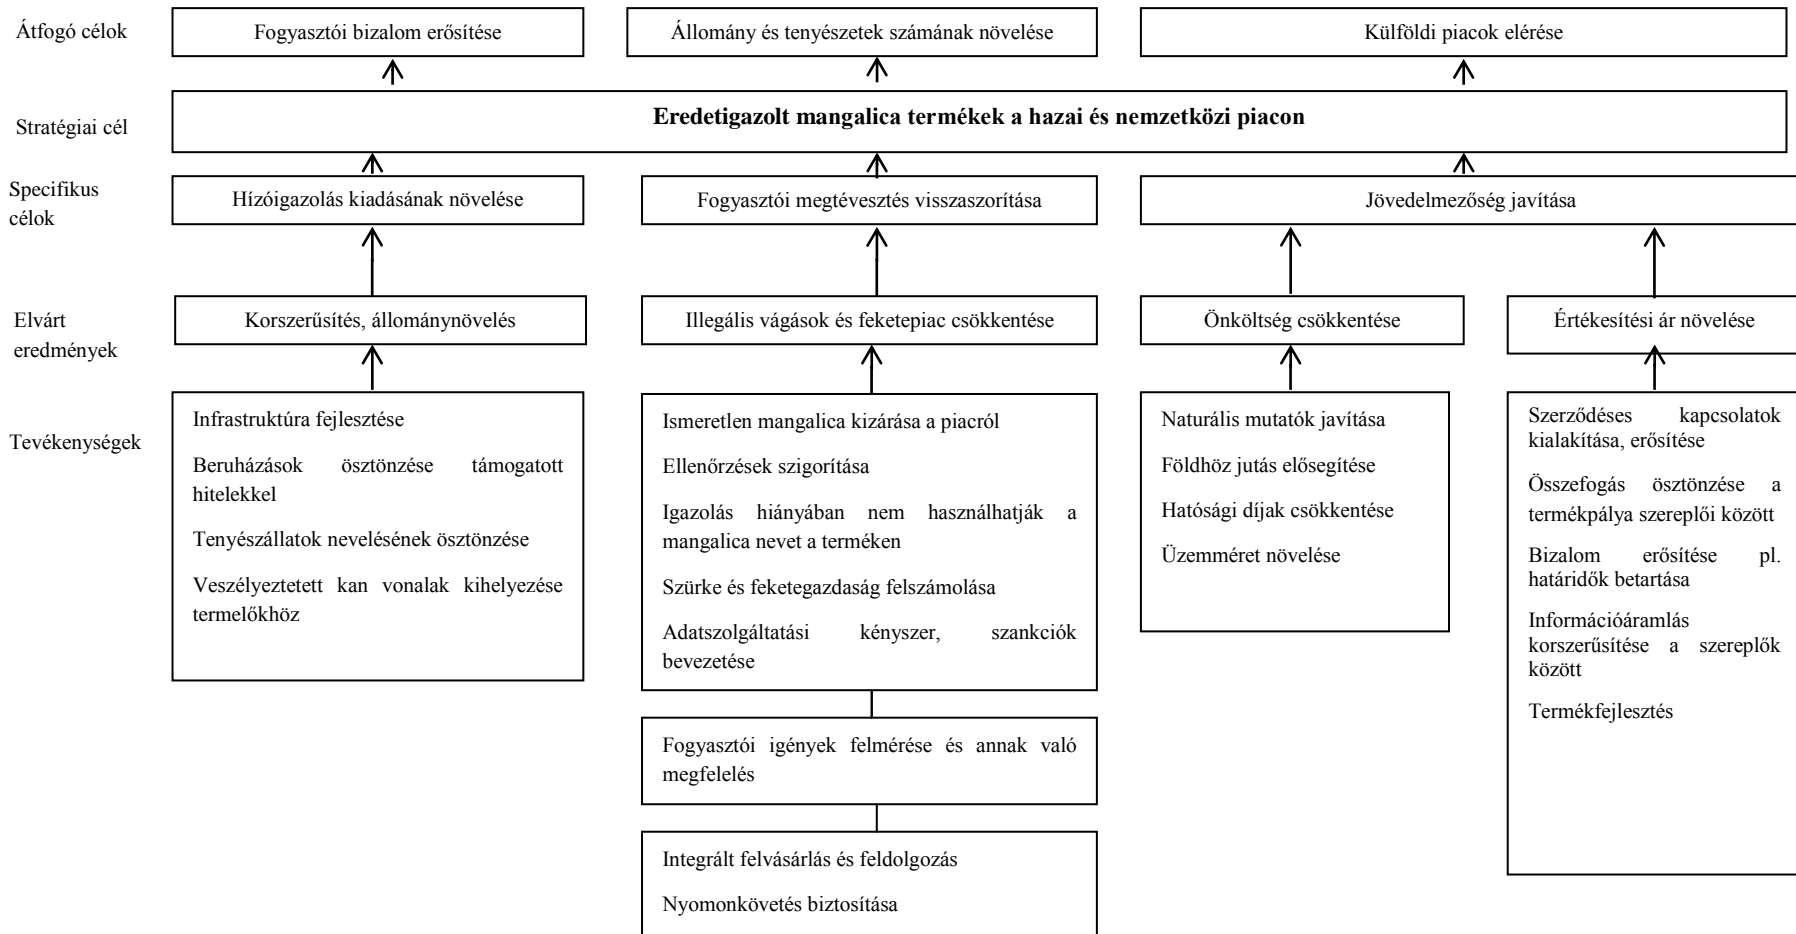 Átfogó célok
Fogyasztói bizalom erősítése
Állomány és tenyészetek számának növelése
Külföldi piacok elérése
Stratégiai cél
Eredetigazolt mangalica termékek a hazai és nemzetközi piacon
Specifikus
célok
Hízóigazolás kiadásának növelése
Fogyasztói megtévesztés visszaszorítása
Jövedelmezőség javítása
Elvárt
eredmények
Korszerűsítés, állománynövelés
Illegális vágások és feketepiac csökkentése
Önköltség csökkentése
Értékesítési ár növelése
Tevékenységek
Infrastruktúra fejlesztése
Beruházások ösztönzése támogatott
hitelekkel
Tenyészállatok nevelésének ösztönzése
Veszélyeztetett kan vonalak kihelyezése
termelőkhöz
Ismeretlen mangalica kizárása a piacról
Ellenőrzések szigorítása
Igazolás hiányában nem használhatják a
mangalica nevet a terméken
Szürke és feketegazdaság felszámolása
Adatszolgáltatási kényszer, szankciók
bevezetése
Fogyasztói igények felmérése és annak való
megfelelés
Integrált felvásárlás és feldolgozás
Nyomonkövetés biztosítása
Naturális mutatók javítása
Földhöz jutás elősegítése
Hatósági díjak csökkentése
Üzemméret növelése
Szerződéses kapcsolatok
kialakítása, erősítése
Összefogás ösztönzése a
termékpálya szereplői között
Bizalom erősítése pl.
határidők betartása
Információáramlás
korszerűsítése a szereplők
között
Termékfejlesztés